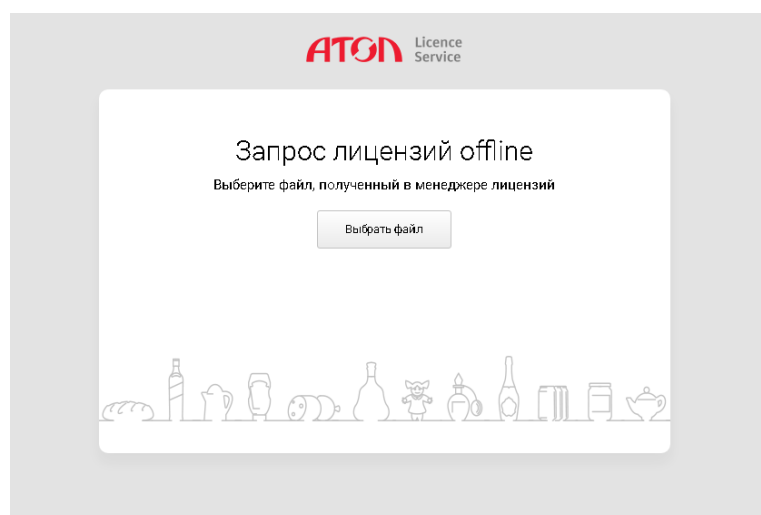 АТОЛ Licence
Service
Запрос лицензий offline
Выберите файл, полученный в менеджере лицензий
Выбрать файл